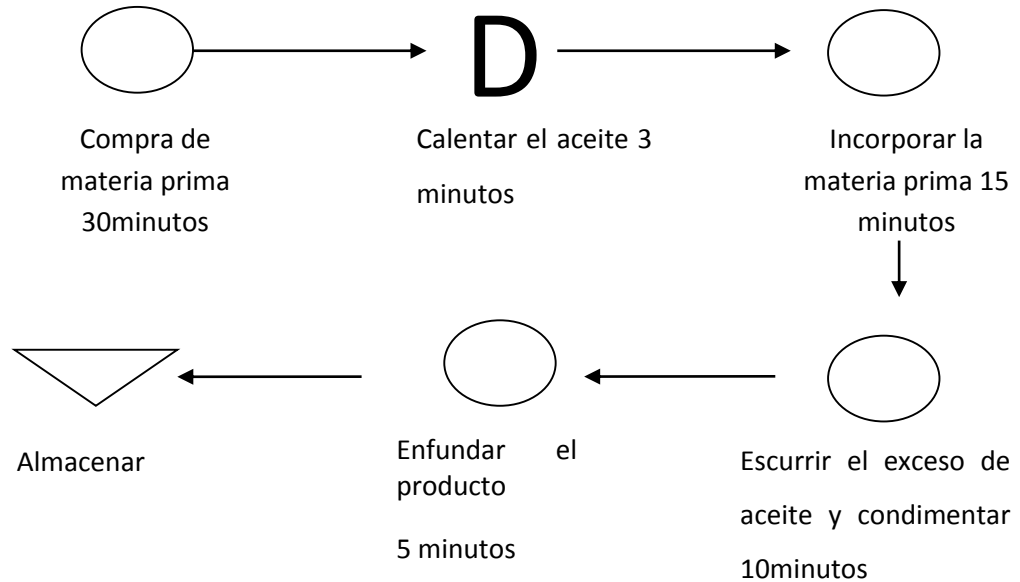 D
Compra de
materia prima
30minutos
Calentar el aceite 3
minutos
Incorporar la
materia prima 15
minutos
Almacenar
Enfundar el
producto
5 minutos
Escurrir el exceso de
aceite y condimentar
10minutos